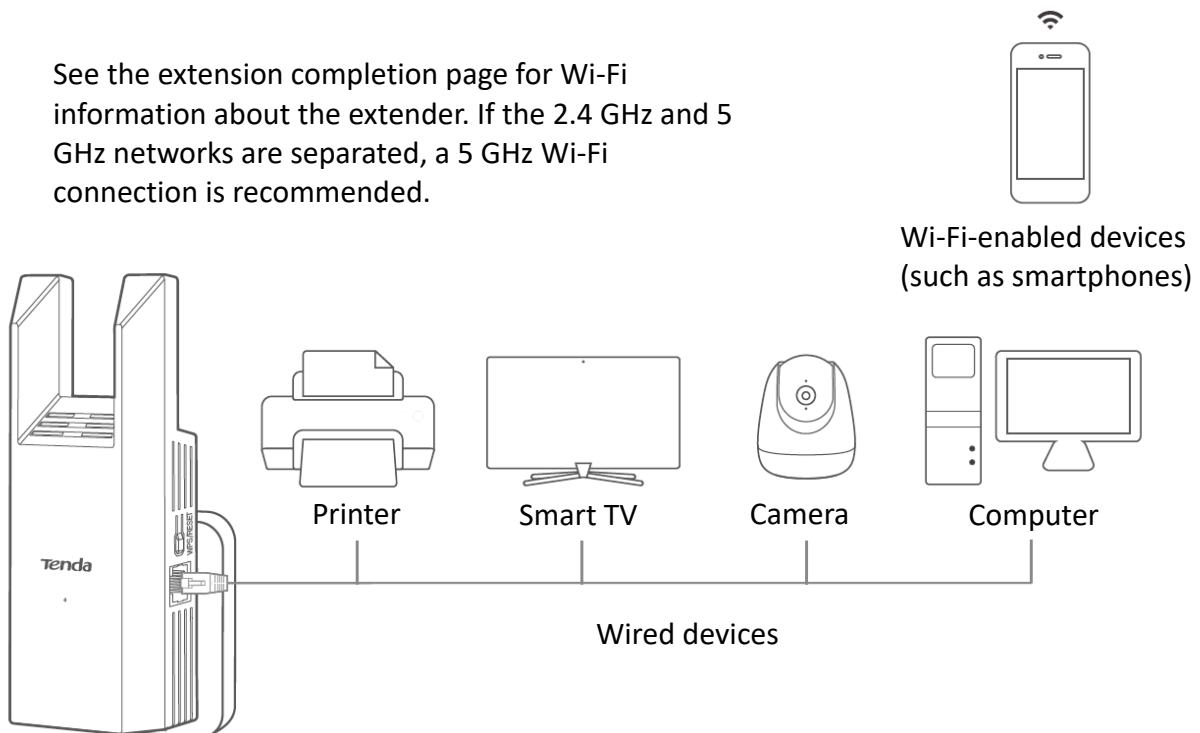 See the extension completion page for Wi-Fi
information about the extender. If the 2.4 GHz and 5
GHz networks are separated, a 5 GHz Wi-Fi
connection is recommended.
Wi-Fi-enabled devices
(such as smartphones)
Printer
Smart TV
Camera
Computer
WPS/RESET
Tenda
Wired devices